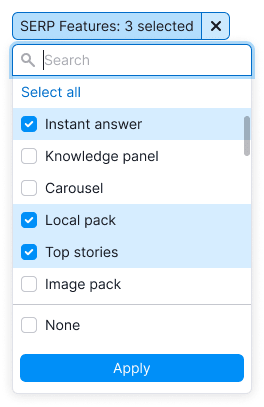 SERP Features: 3 selected
Search
Select all
Instant answer
Knowledge panel
Carousel
Local pack
Top stories
Image pack
None
Apply